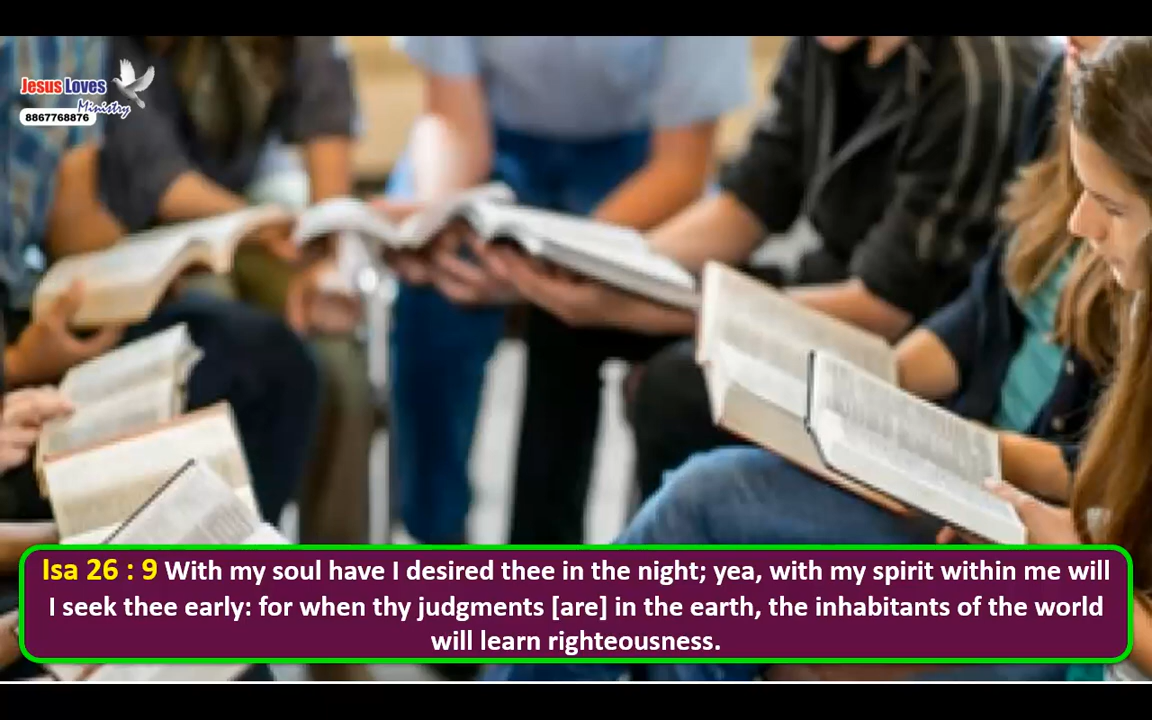 Jesus Loves
Ministry
8867768876
Isa 26 : 9 With my soul have I desired thee in the night; yea, with my spirit within me will
I seek thee early: for when thy judgments [are] in the earth, the inhabitants of the world
will learn righteousness.